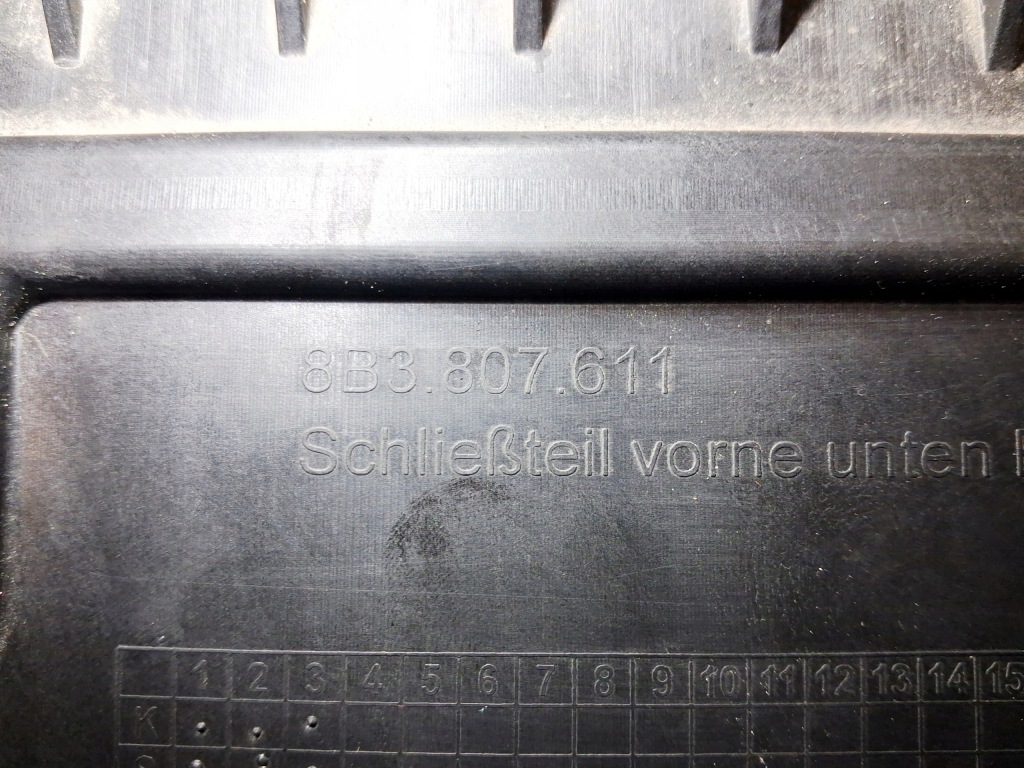 8B3.807.611
Schließteil vorne unten
1 2 3 4 5 6 7 8 9 10 11 12 13 14 15
K